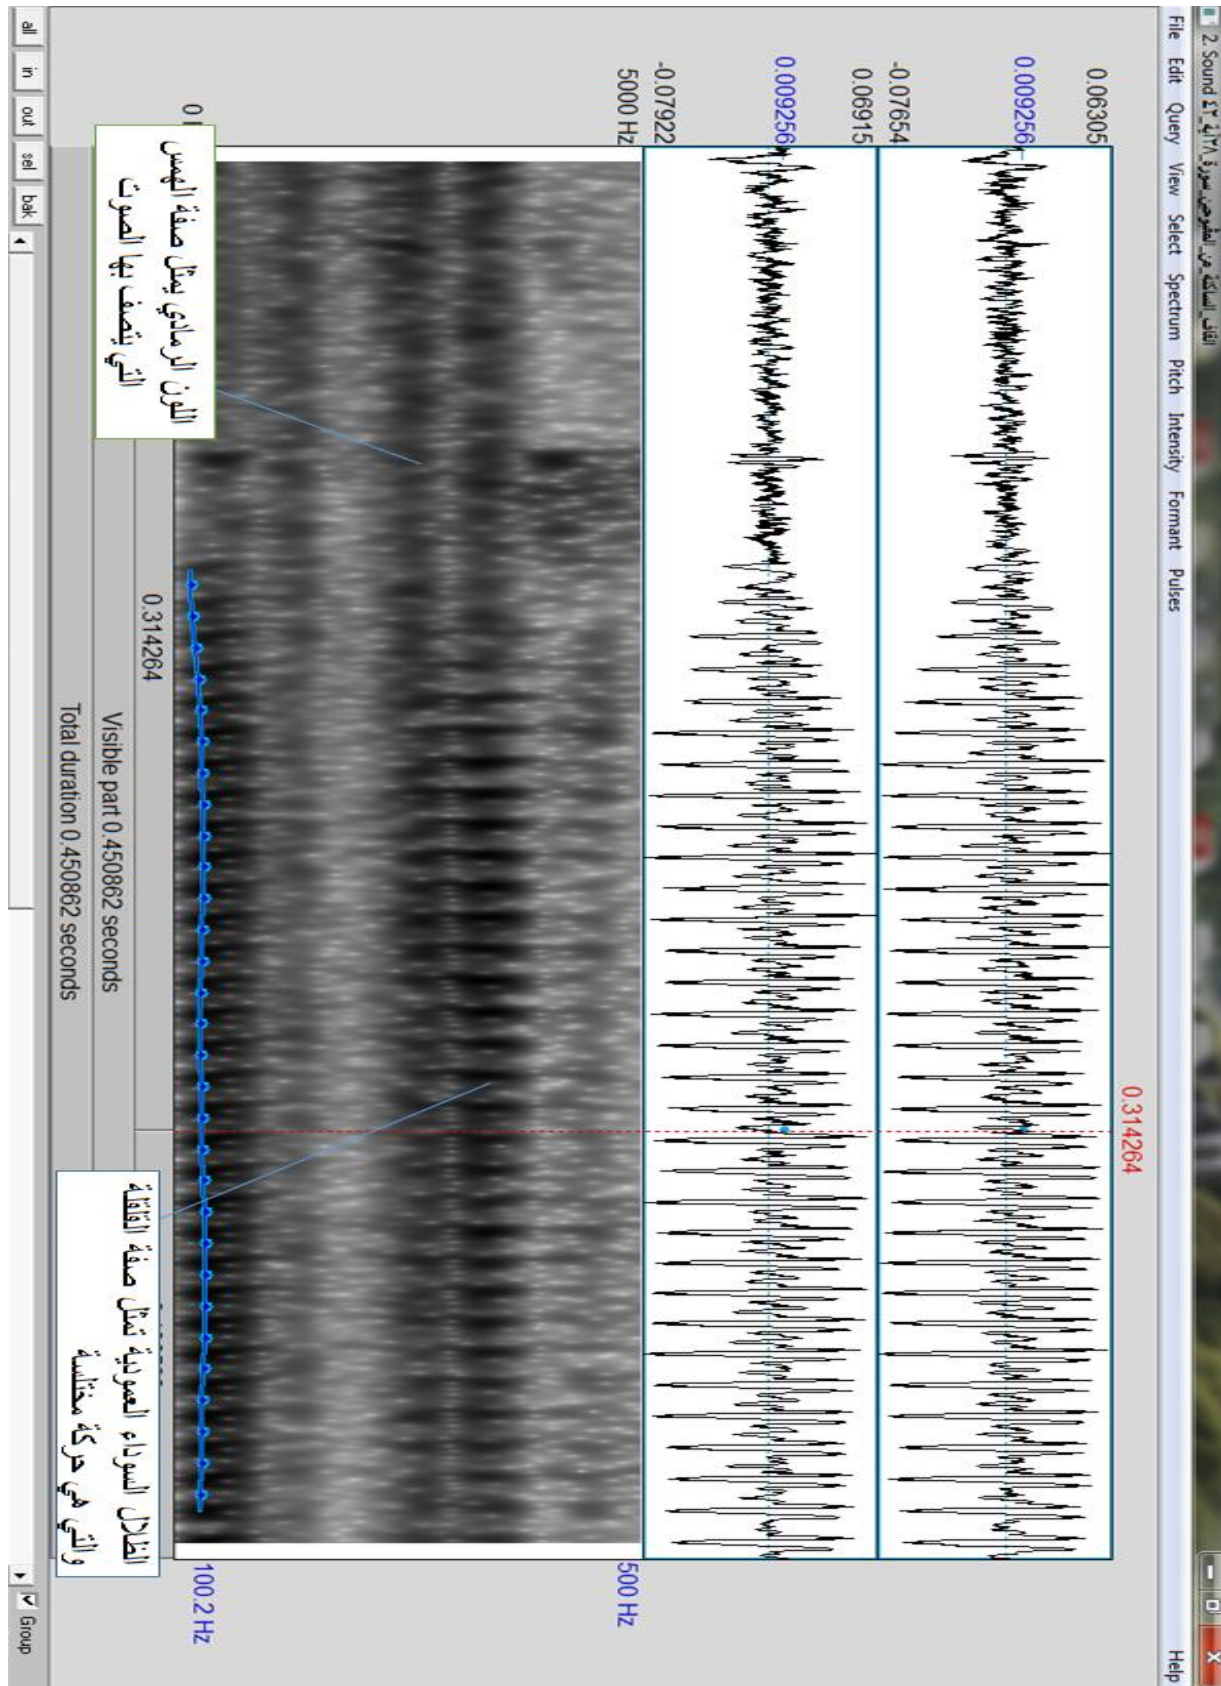 2. Sound ٤٣_القاف_الساكنة_من_المقبوحين_سورة_٢٨_آية
File Edit Query View Select Spectrum Pitch Intensity Formant Pulses Help
0.314264
0.06305
0.009256
-0.07654
0.06915
0.009256
-0.07922
5000 Hz
500 Hz
0 
100.2 Hz
اللون الرمادي يمثل صفة الهمس
التي يتصف بها الصوت
الظلال السوداء العمودية تمثل صفة القلقلة
والتي هي حركة مختلسة
0.314264
Visible part 0.450862 seconds
Total duration 0.450862 seconds
all in out sel bak
Group